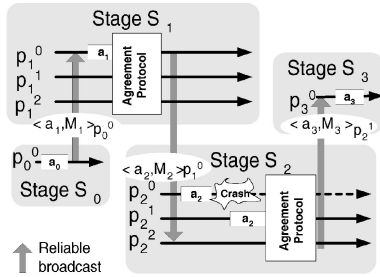 Stage S 1
p1 0
a1
p1 1
p1 2
Agreement Protocol
< a1,M1 >p0 0
p0 0
a0
Stage S 0
Stage S 3
p3 0
a3
< a3,M3 >p2 1
< a2,M2 >p1 0
Stage S 2
p2 0
a2
Crash
p2 1
a2
p2 2
Agreement Protocol
Reliable
broadcast